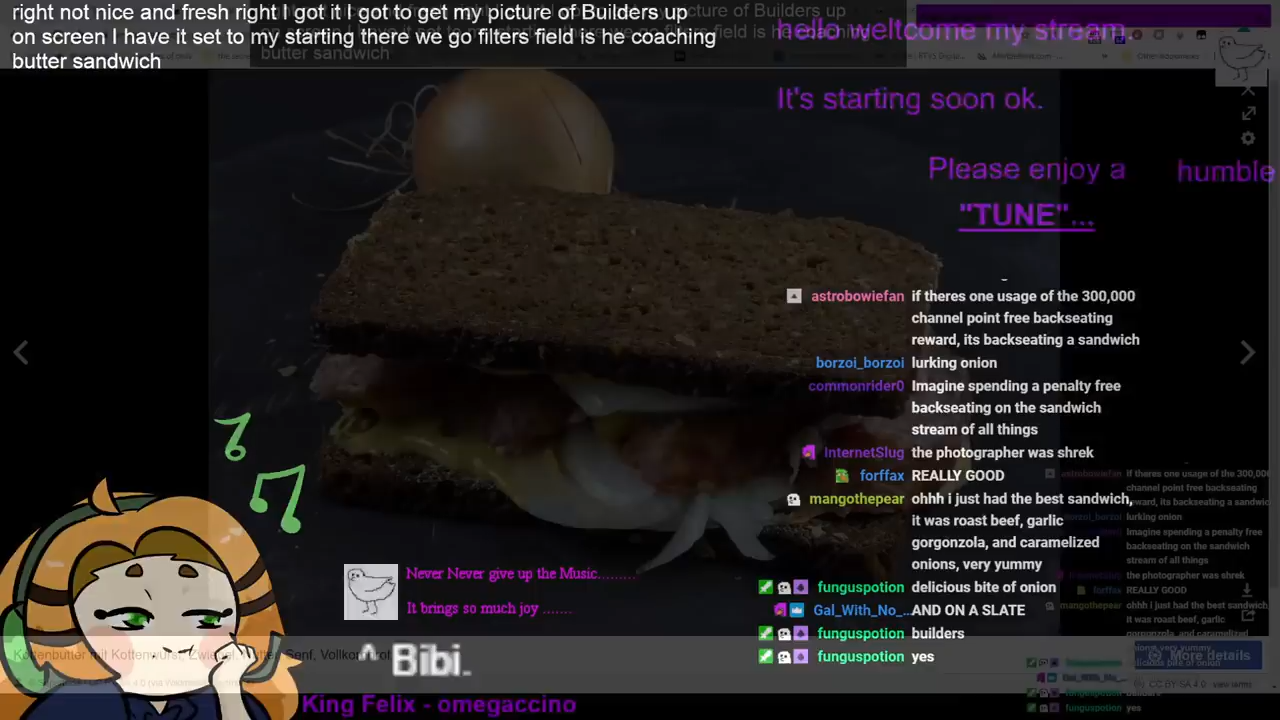 right not nice and fresh right I got it I got to get my picture of Builders up
on screen I have it set to my starting there we go filters field is he coaching
butter sandwich
hello welcome my stream.
It's starting soon ok.
Please enjoy a humble
"TUNE"...
astrobowiefan if theres one usage of the 300,000
channel point free backseating
reward, its backseating a sandwich
borzoi_borzoi lurking onion
commonrider0 Imagine spending a penalty free
backseating on the sandwich
stream of all things
InternetSlug the photographer was shrek
forffax REALLY GOOD
mangothepear ohhh i just had the best sandwich,
it was roast beef, garlic
gorgonzola, and caramelized
onions, very yummy
funguspotion delicious bite of onion
Gal_With_No_... AND ON A SLATE
funguspotion builders
funguspotion yes
Never Never give up the Music.........
It brings so much joy .......
^ Bibi.
More details
CC BY-SA 4.0
King Felix - omegaccino